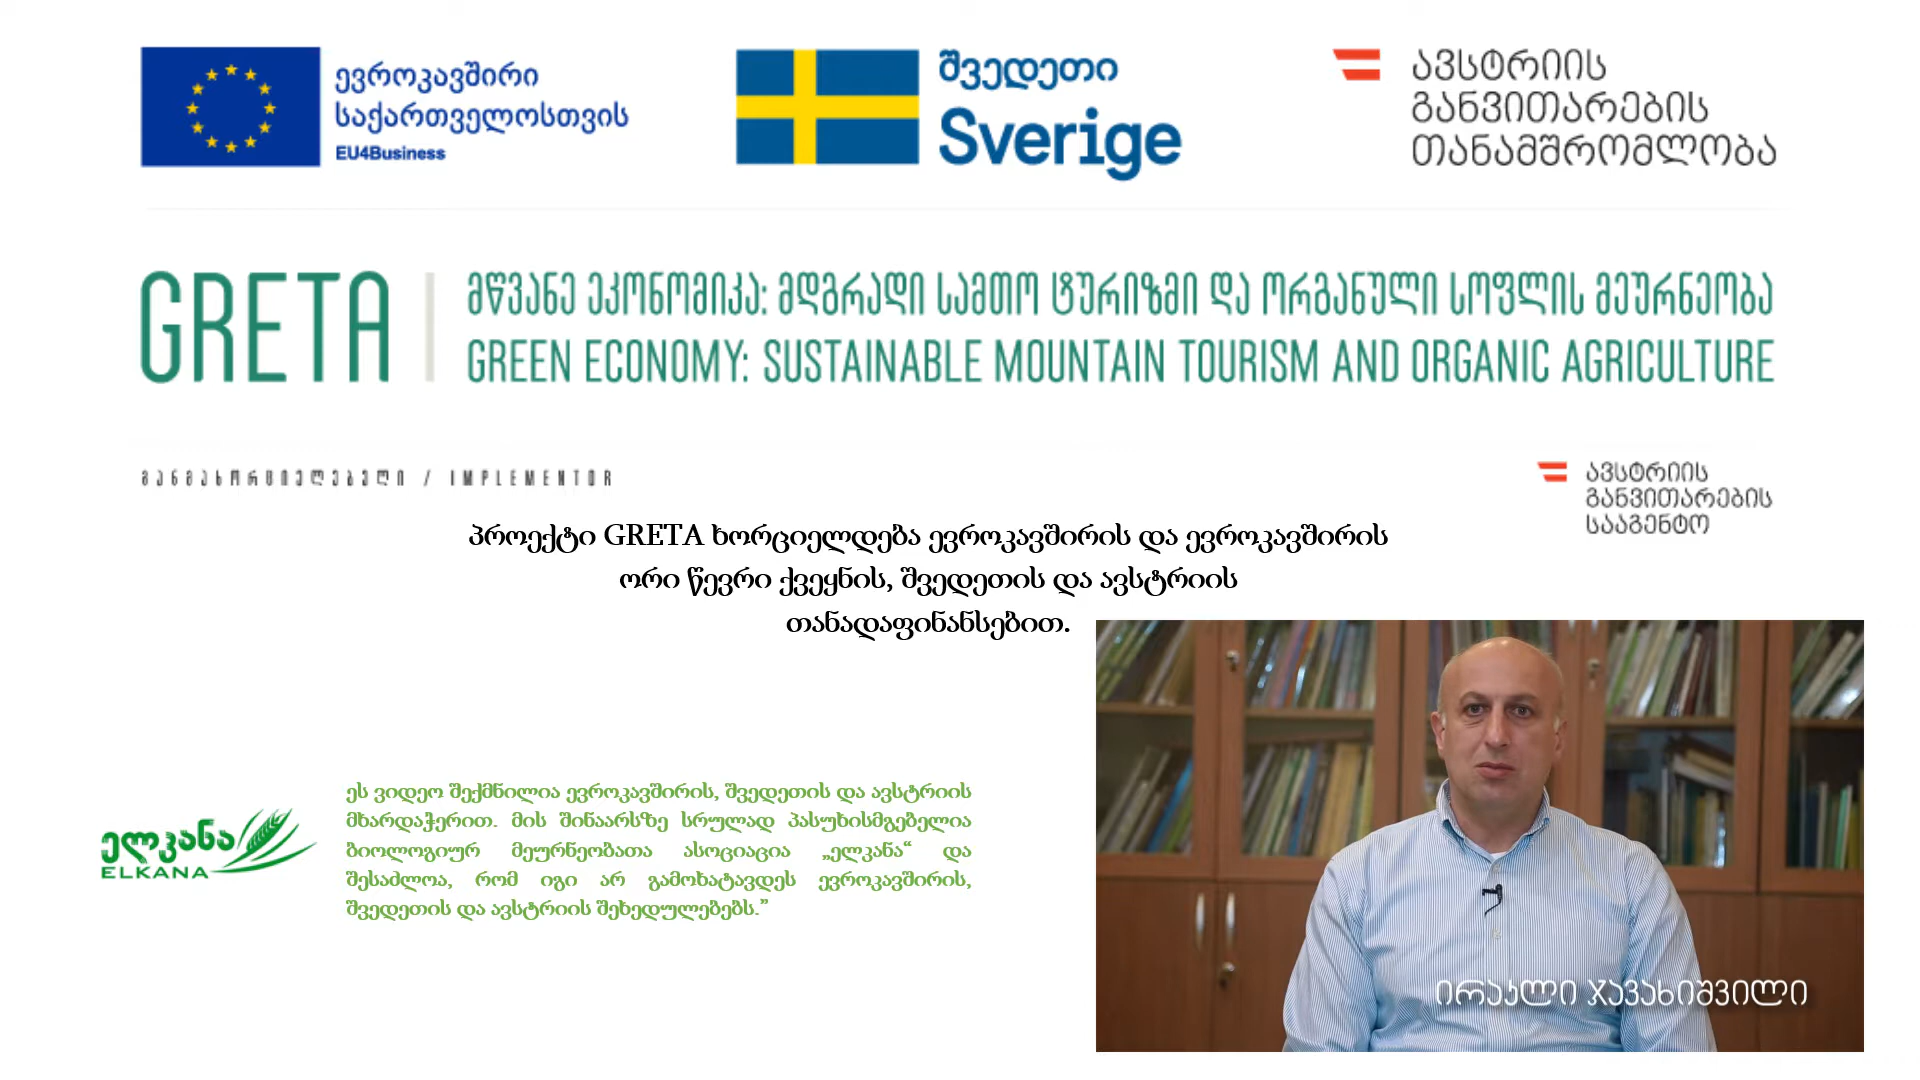 ევროკავშირი
საქართველოსთვის
EU4Business
შვედეთი
Sverige
ავსტრიის
განვითარების
თანამშრომლობა
GRETA
მწვანე ეკონომიკა: მდგრადი სამთო ტურიზმი და ორგანული სოფლის მეურნეობა
GREEN ECONOMY: SUSTAINABLE MOUNTAIN TOURISM AND ORGANIC AGRICULTURE
განმახორციელებელი / IMPLEMENTOR
ავსტრიის
განვითარების
სააგენტო
პროექტი GRETA ხორციელდება ევროკავშირის და ევროკავშირის
ორი წევრი ქვეყნის, შვედეთის და ავსტრიის
თანადაფინანსებით.
ელკანა
ELKANA
ეს ვიდეო შექმნილია ევროკავშირის, შვედეთის და ავსტრიის
მხარდაჭერით. მის შინაარსზე სრულად პასუხისმგებელია
ბიოლოგიურ მეურნეობათა ასოციაცია „ელკანა“ და
შესაძლოა, რომ იგი არ გამოხატავდეს ევროკავშირის,
შვედეთის და ავსტრიის შეხედულებებს.”
ირაკლი ჯავახიშვილი